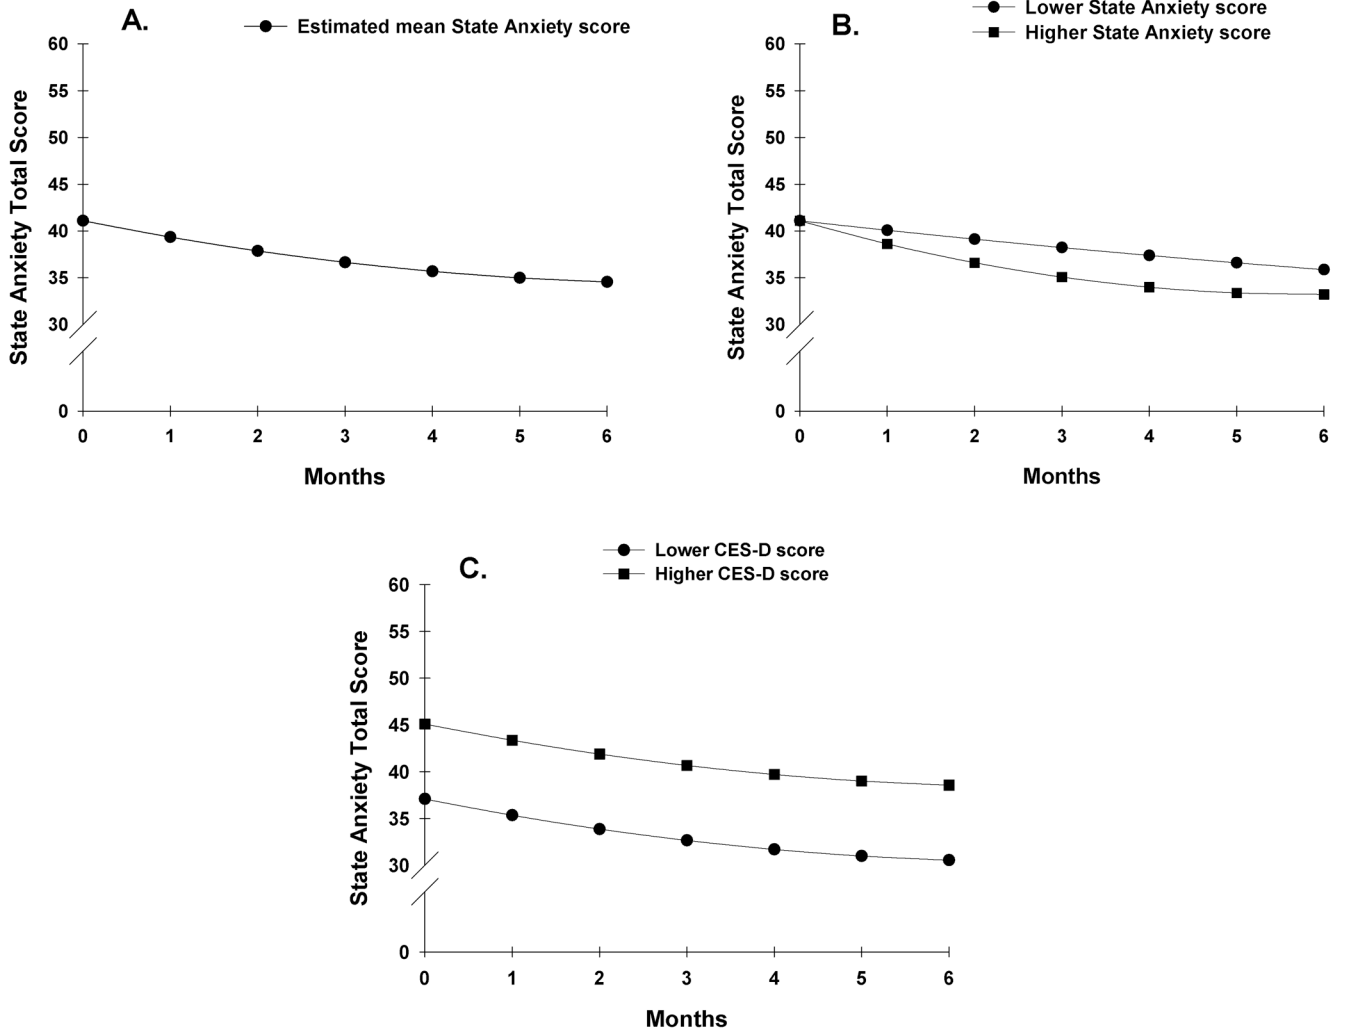 A.
Estimated mean State Anxiety score
60
55
50
45
40
35
30
0
State Anxiety Total Score
0 1 2 3 4 5 6
Months
B.
Lower State Anxiety score
Higher State Anxiety score
60
55
50
45
40
35
30
0
State Anxiety Total Score
0 1 2 3 4 5 6
Months
C.
Lower CES-D score
Higher CES-D score
60
55
50
45
40
35
30
0
State Anxiety Total Score
0 1 2 3 4 5 6
Months